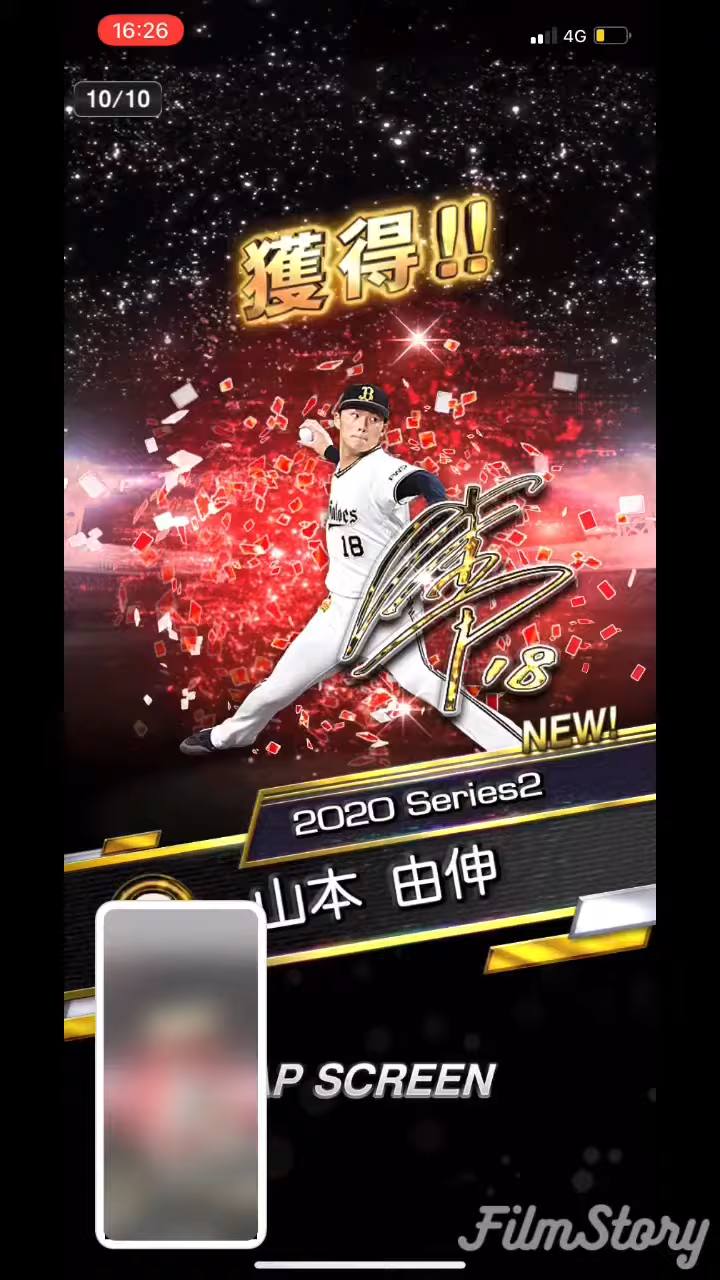 16:26
4G
10/10
獲得!!
B
18
18
NEW!
2020 Series2
山本 由伸
AP SCREEN
FilmStory